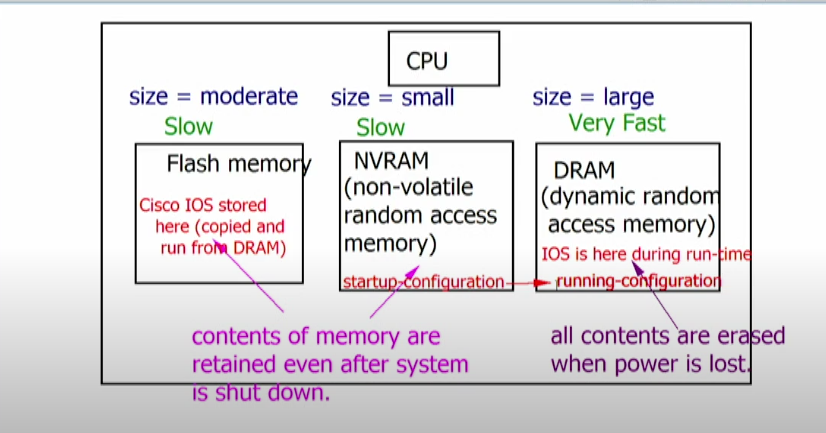 CPU
size = moderate
Slow
Flash memory
Cisco IOS stored
here (copied and
run from DRAM)
size = small
Slow
NVRAM
(non-volatile
random access
memory)
startup-configuration
size = large
Very Fast
DRAM
(dynamic random
access memory)
IOS is here during run-time
running-configuration
contents of memory are
retained even after system
is shut down.
all contents are erased
when power is lost.